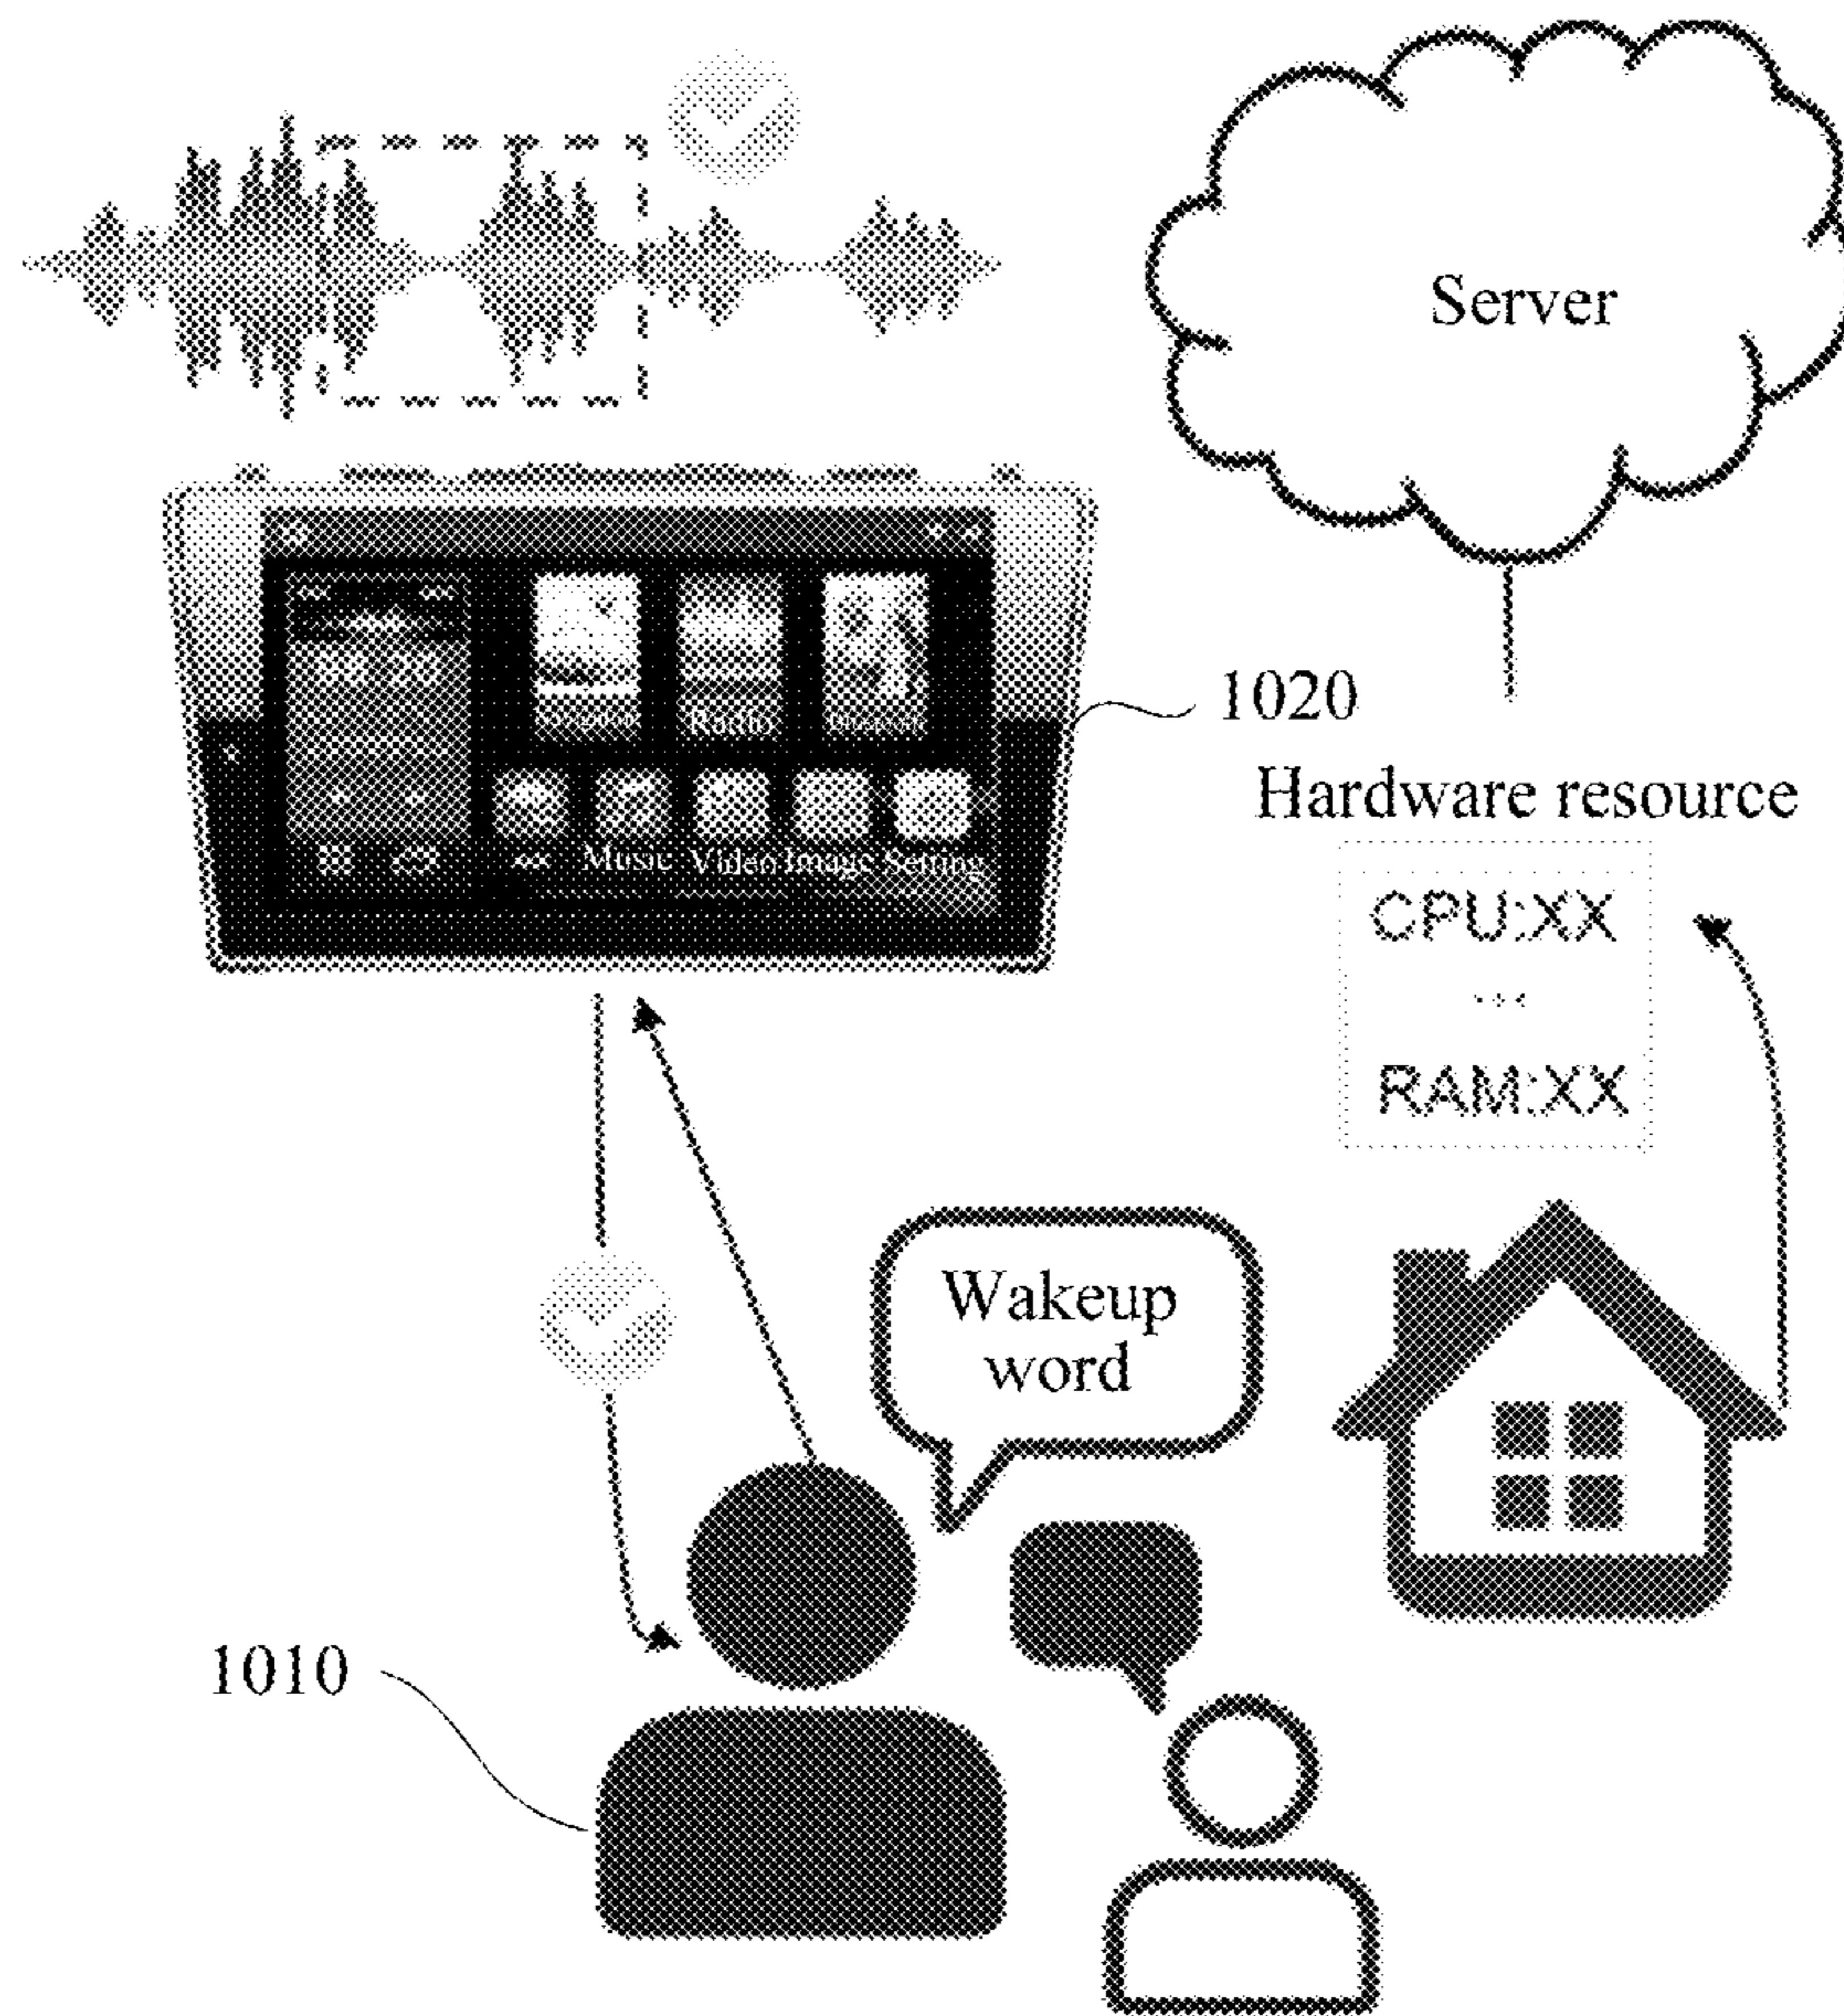 Server
Radio
Music Video Image Setting
1020
Hardware resource
CPU:XX
...
RAM:XX
Wakeup
word
1010